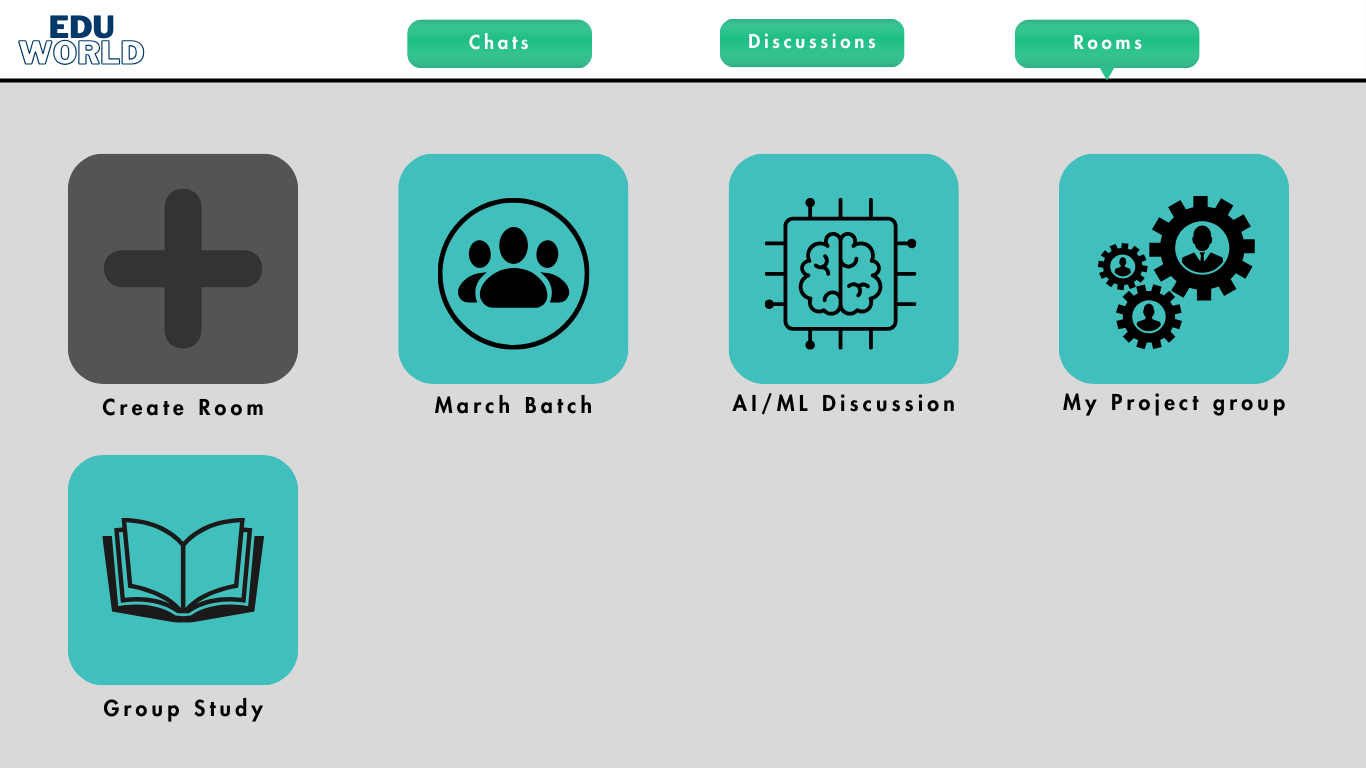 EDU
WORLD
Chats
Discussions
Rooms
Create Room
March Batch
AI/ML Discussion
My Project group
Group Study